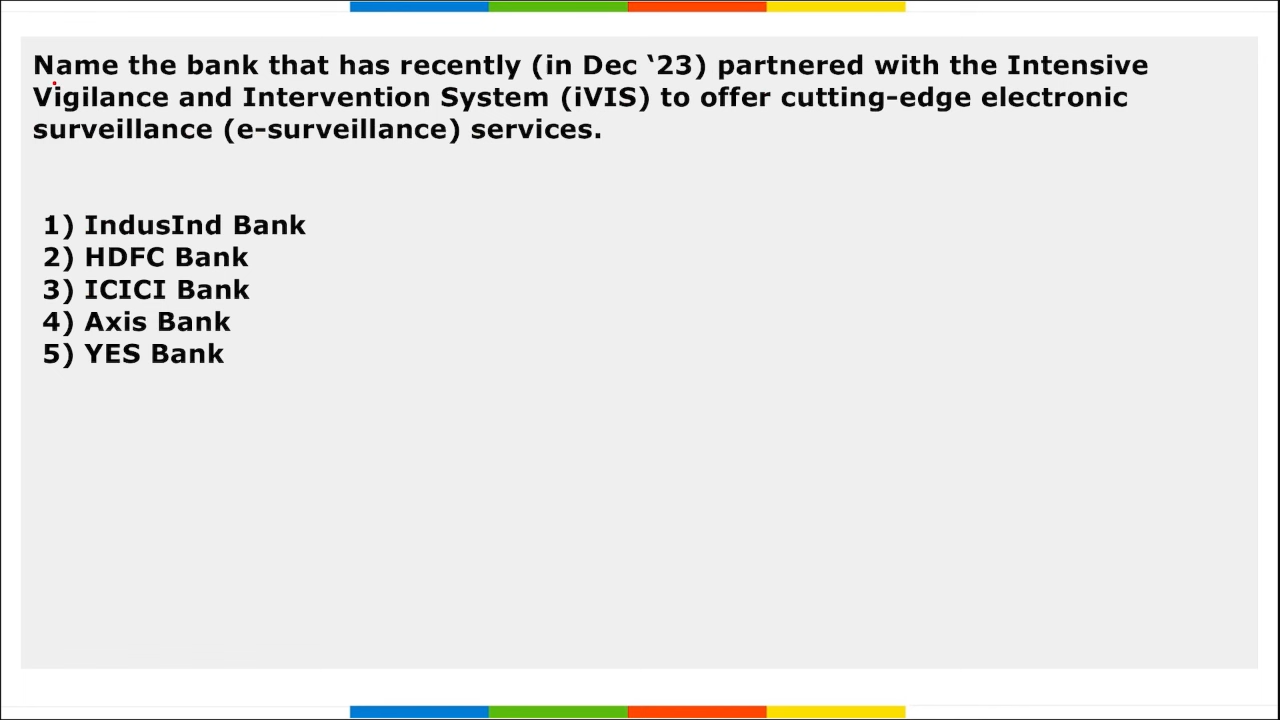 Name the bank that has recently (in Dec ‘23) partnered with the Intensive
Vigilance and Intervention System (iVIS) to offer cutting-edge electronic
surveillance (e-surveillance) services.
1) IndusInd Bank
2) HDFC Bank
3) ICICI Bank
4) Axis Bank
5) YES Bank